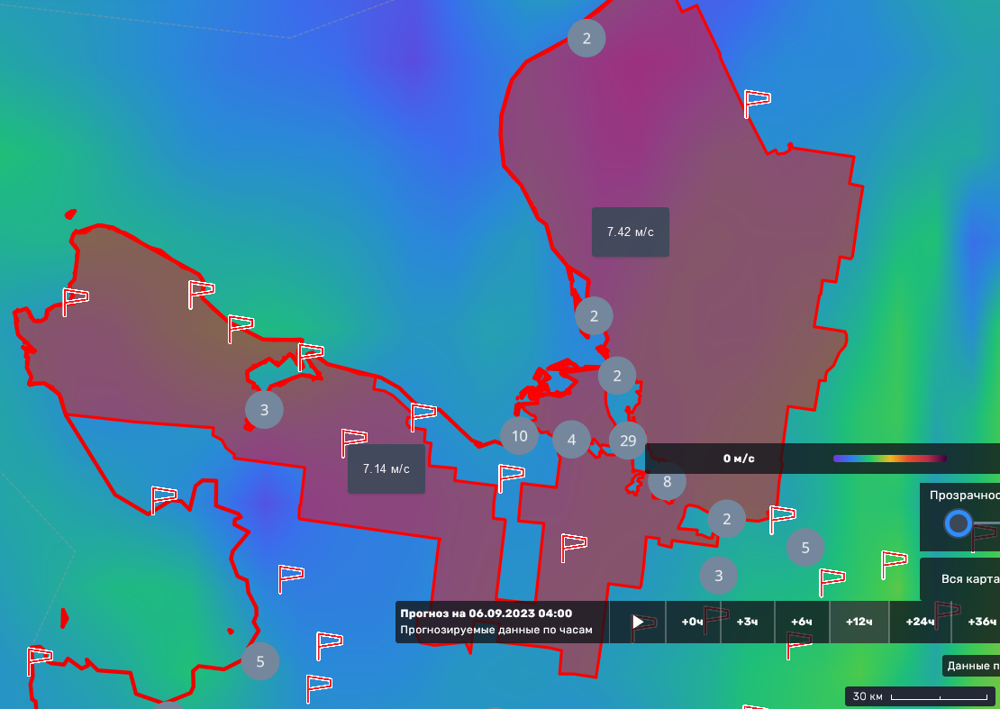 2
7.42 м/с
2
2
3
10
4
29
0 м/с
7.14 м/с
8
Прозрачнос
2
5
3
Вся карта
Прогноз на 06.09.2023 04:00
Прогнозируемые данные по часам
+0ч
+3ч
+6ч
+12ч
+24ч
+36ч
5
Данные п
30 км